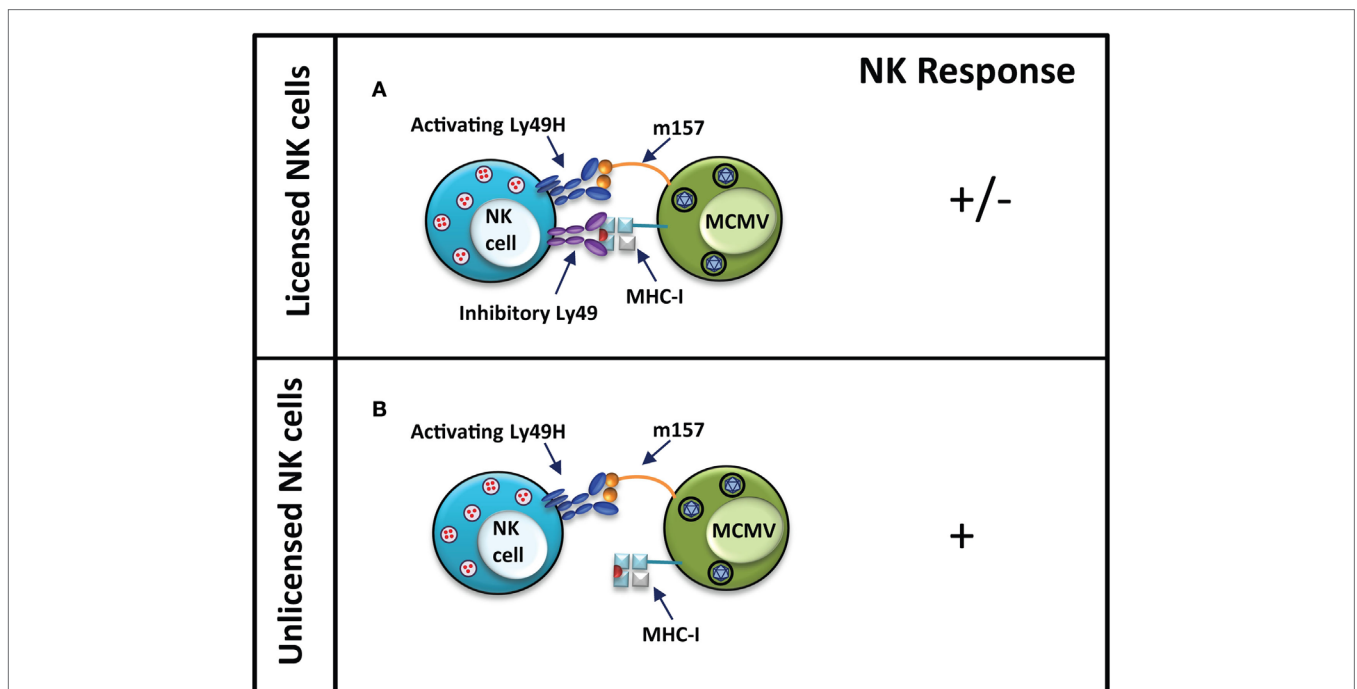 Licensed NK cells
A
NK Response
Activating Ly49H
m157
NK
cell
MCMV
+/-
MHC-I
Inhibitory Ly49
Unlicensed NK cells
B
Activating Ly49H
m157
NK
cell
MCMV
+
MHC-I